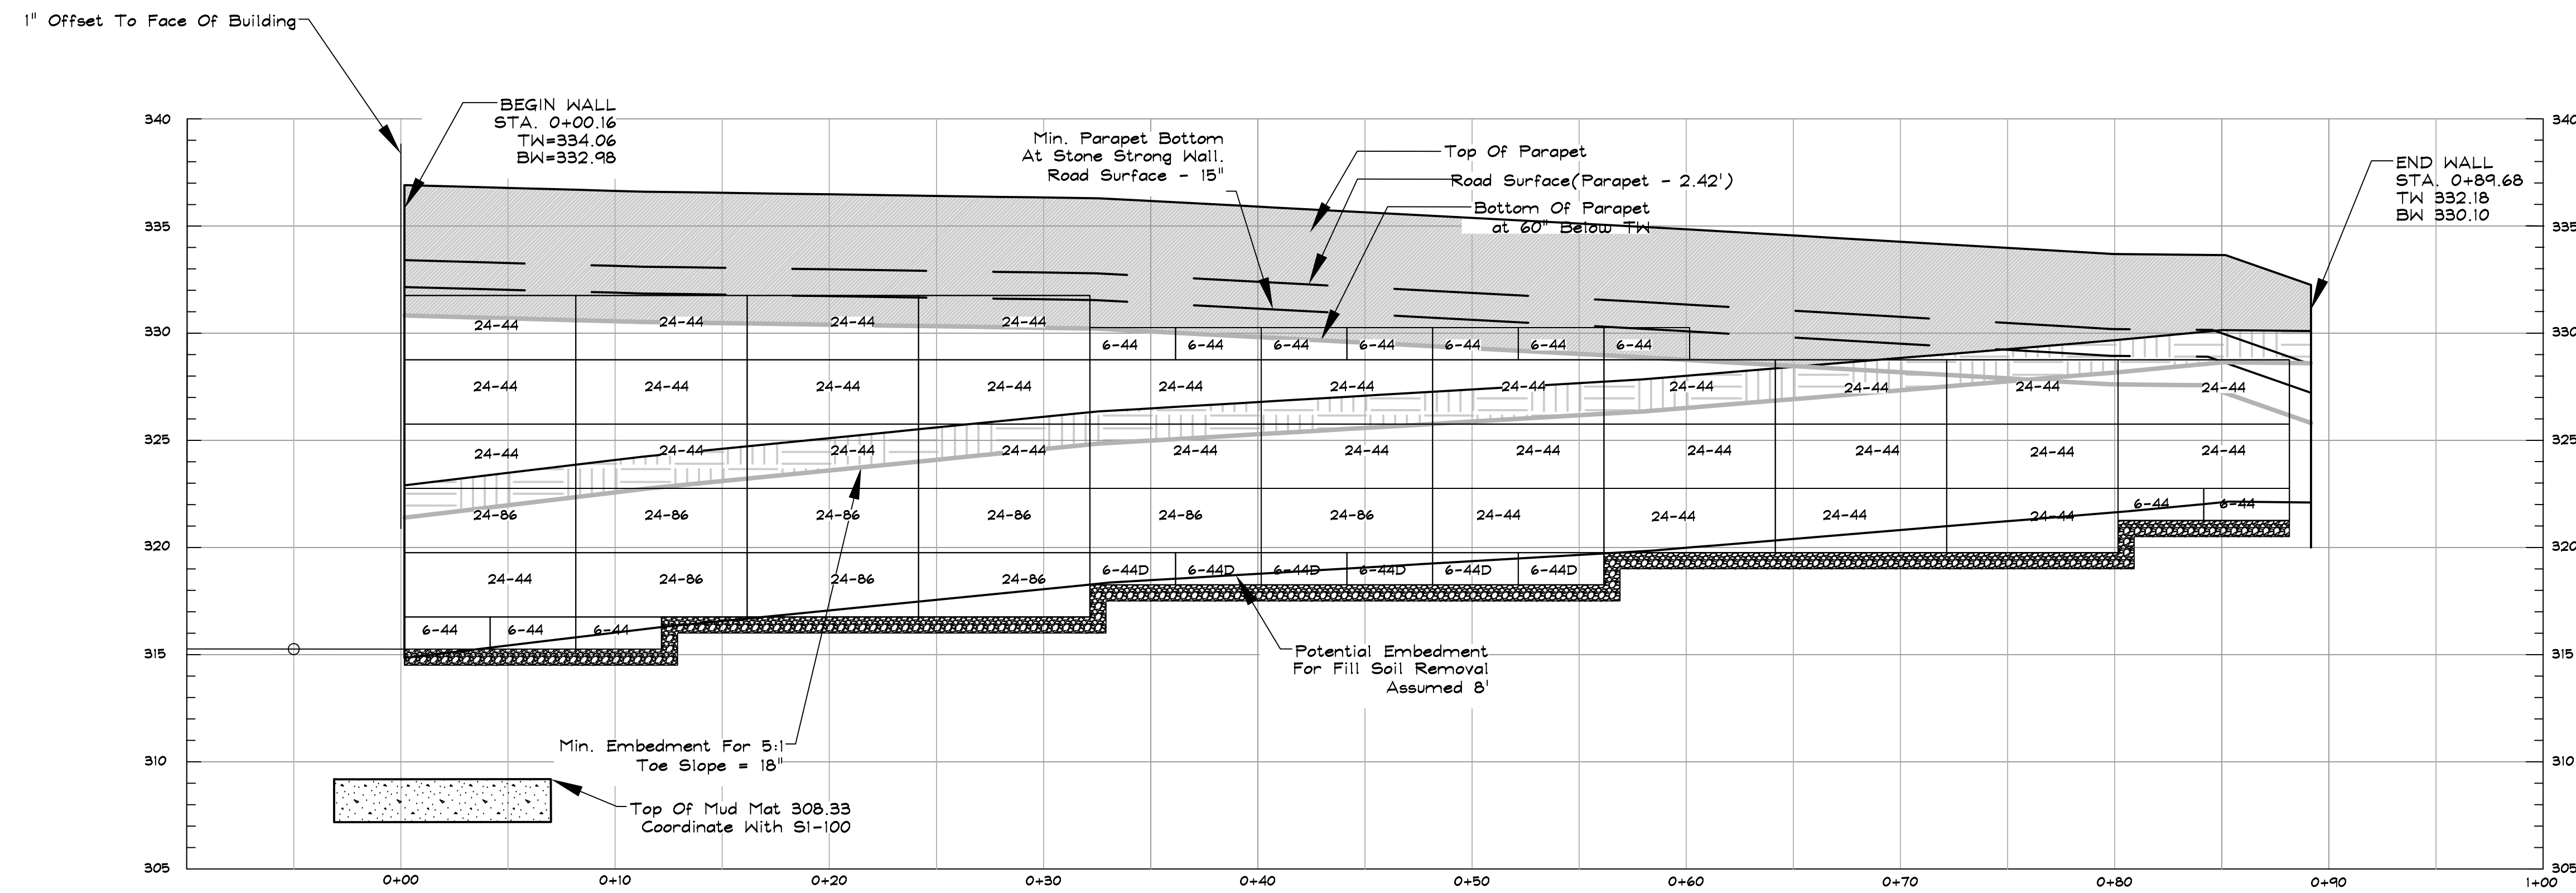 1" Offset To Face Of Building
BEGIN WALL
STA. 0+00.16
TW=334.06
BW=332.98
Min. Parapet Bottom
At Stone Strong Wall.
Road Surface - 15"
Top Of Parapet
Road Surface(Parapet - 2.42')
Bottom Of Parapet
at 60" Below TW
END WALL
STA. 0+89.68
TW 332.18
BW 330.10
340 340
335 335
330 330
325 325
320 320
315 315
310 310
305 305
24-44 24-44 24-44 24-44
6-44 6-44 6-44 6-44 6-44 6-44 6-44
24-44 24-44 24-44 24-44 24-44 24-44 24-44 24-44 24-44 24-44 24-44
24-44 24-44 24-44 24-44 24-44 24-44 24-44 24-44 24-44 24-44 24-44
24-86 24-86 24-86 24-86 24-86 24-86 24-44 24-44 24-44 24-44 6-44 6-44
24-44 24-86 24-86 24-86 6-44D 6-44D 6-44D 6-44D 6-44D 6-44D
6-44 6-44 6-44
Potential Embedment
For Fill Soil Removal
Assumed 8'
Min. Embedment For 5:1
Toe Slope = 18"
Top Of Mud Mat 308.33
Coordinate With S1-100
0+00 0+10 0+20 0+30 0+40 0+50 0+60 0+70 0+80 0+90 1+00